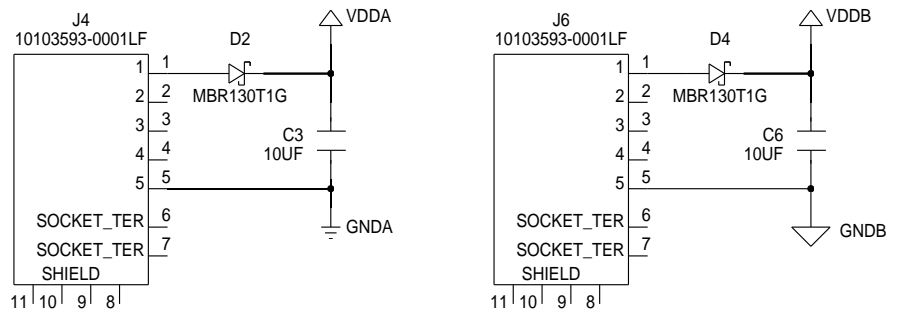 J4
10103593-0001LF
D2
VDDA
1 1
MBR130T1G
2 2
3 3
C3
10UF
4 4
5 5
SOCKET_TER 6
GNDA
SOCKET_TER 7
SHIELD
11 10 9 8
J6
10103593-0001LF
D4
VDDB
1 1
MBR130T1G
2 2
3 3
C6
10UF
4 4
5 5
SOCKET_TER 6
GNDB
SOCKET_TER 7
SHIELD
11 10 9 8